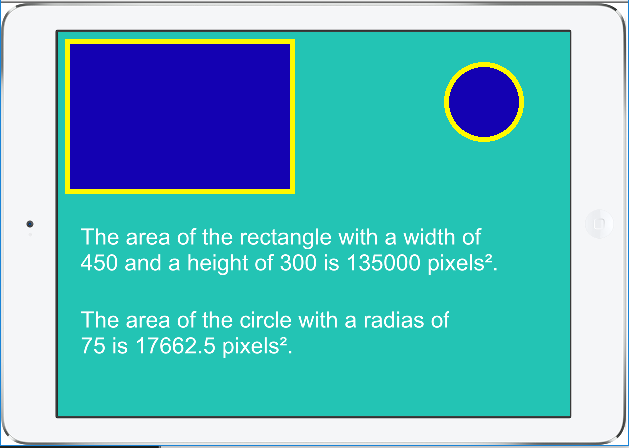 The area of the rectangle with a width of
450 and a height of 300 is 135000 pixels².
The area of the circle with a radias of
75 is 17662.5 pixels².